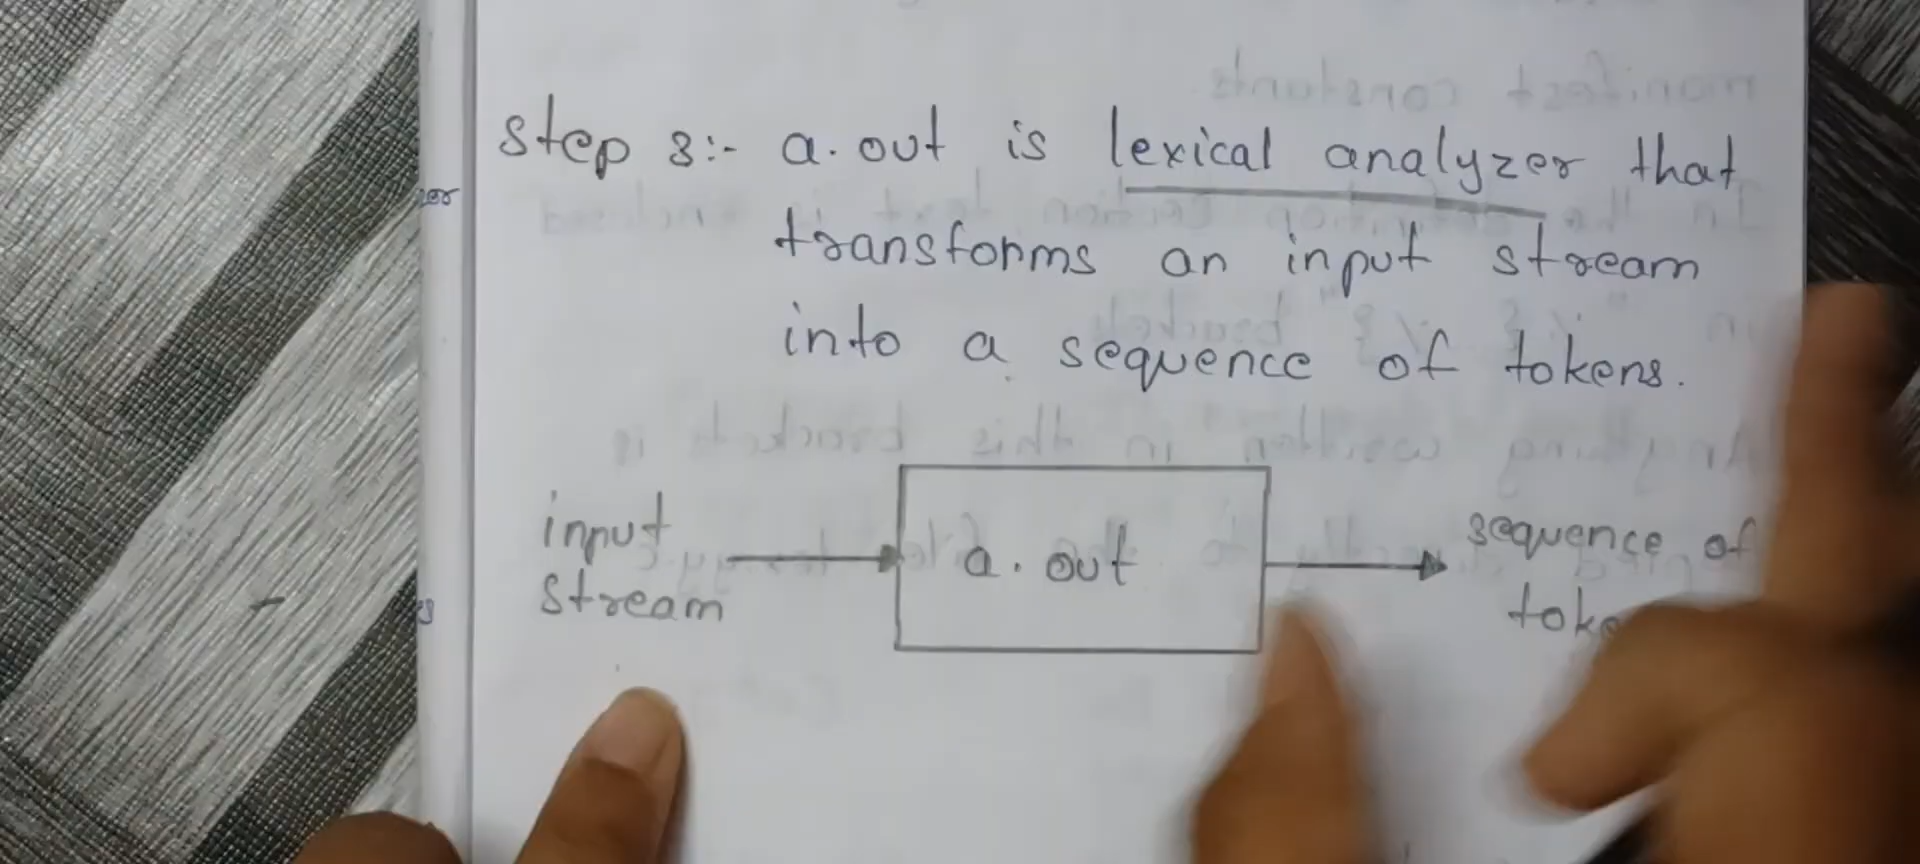 step 3:- a.out is lexical analyzer that
transforms an input stream
into a sequence of tokens.
input
stream
a.out
sequence of